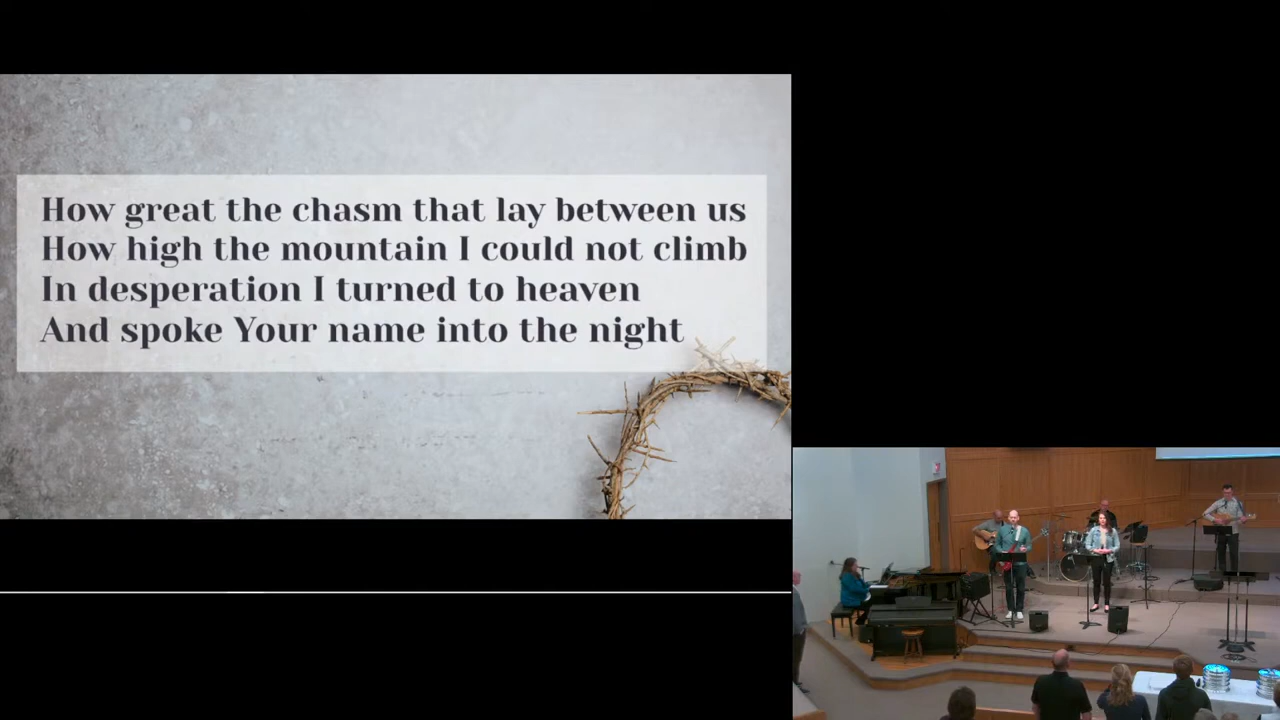 How great the chasm that lay between us
How high the mountain I could not climb
In desperation I turned to heaven
And spoke Your name into the night